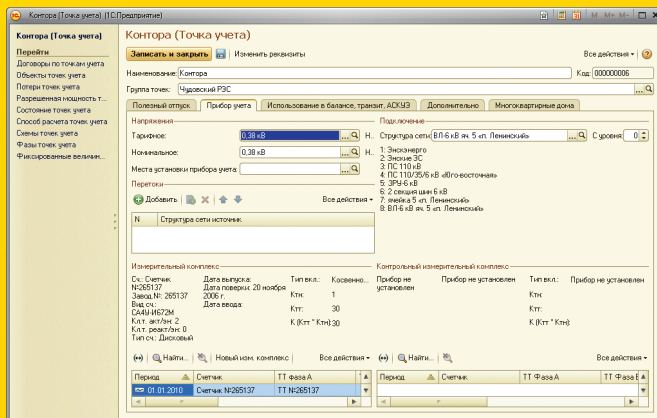 Контора (Точка учета) (1С:Предприятие)
M M+ M-
Контора (Точка учета)
Перейти
Договоры по точкам учета
Объекты точек учета
Потери точек учета
Разрешенная мощность т...
Состояние точек учета
Способ расчета точек учета
Схемы точек учета
Фазы точек учета
Фиксированные величин...
Контора (Точка учета)
Записать и закрыть Изменить реквизиты Все действия
Наименование: Контора Код: 000000006
Группа точек: Чудовский РЭС
Полезный отпуск Прибор учета Использование в балансе, транзит, АСКУЭ Дополнительно Многоквартирные дома
Напряжения Подключение
Тарифное: 0,38 кВ ... Н.. Структура сети: ВЛ-6 кВ яч. 5 «п. Ленинский» ... С уровня: 0
Номинальное: 0,38 кВ ... Н..
Места установки прибора учета: ...
1: Энскэнерго
2: Энские ЭС
3: ПС 110 кВ
4: ПС 110/35/6 кВ «Юго-восточная»
5: ЗРУ-6 кВ
6: 2 секция шин 6 кВ
7: ячейка 5 «п. Ленинский»
8: ВЛ-6 кВ яч. 5 «п. Ленинский»
Перетоки
Добавить Все действия
N Структура сети источник
Измерительный комплекс Контрольный измерительный комплекс
Сч.: Счетчик №265137
Завод.№: 265137
Вид сч.: СА4У-И672М
Кл.т. акт/эн: 2
Кл.т. реакт/эн: 0
Тип сч.: Дисковый
Дата выпуска:
Дата поверки: 20 ноября 2006 г.
Дата ввода:
Тип вкл.: Косвенно...
Ктн: 1
Ктт: 30
К (Ктт * Ктн): 30
Прибор не установлен
Прибор не установлен
Тип вкл.: Прибор не установлен
Ктн:
Ктт:
К (Ктт * Ктн):
Найти... Новый изм. комплекс Все действия
Найти... Все действия
Период Счетчик ТТ Фаза А
01.01.2010 Счетчик №265137 ТТ №265137
Период Счетчик ТТ Фаза А ТТ Фаза В